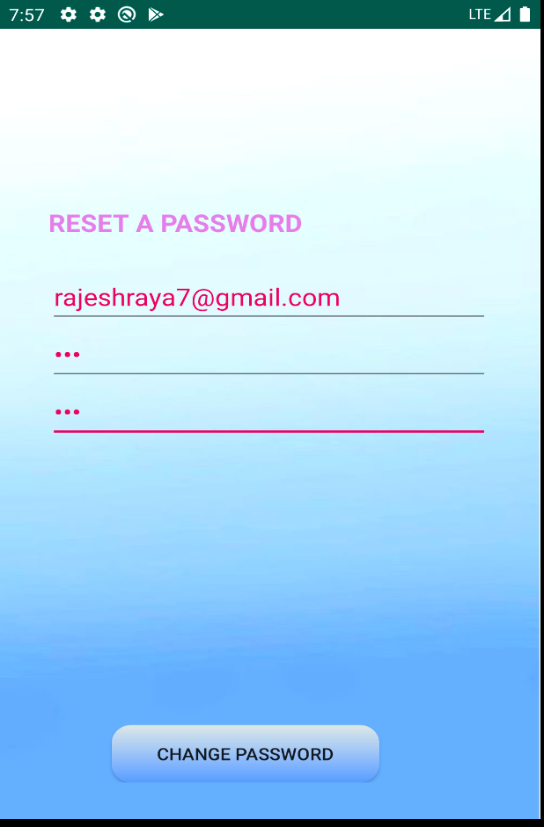 7:57 LTE
RESET A PASSWORD
rajeshraya7@gmail.com
•••
•••
CHANGE PASSWORD